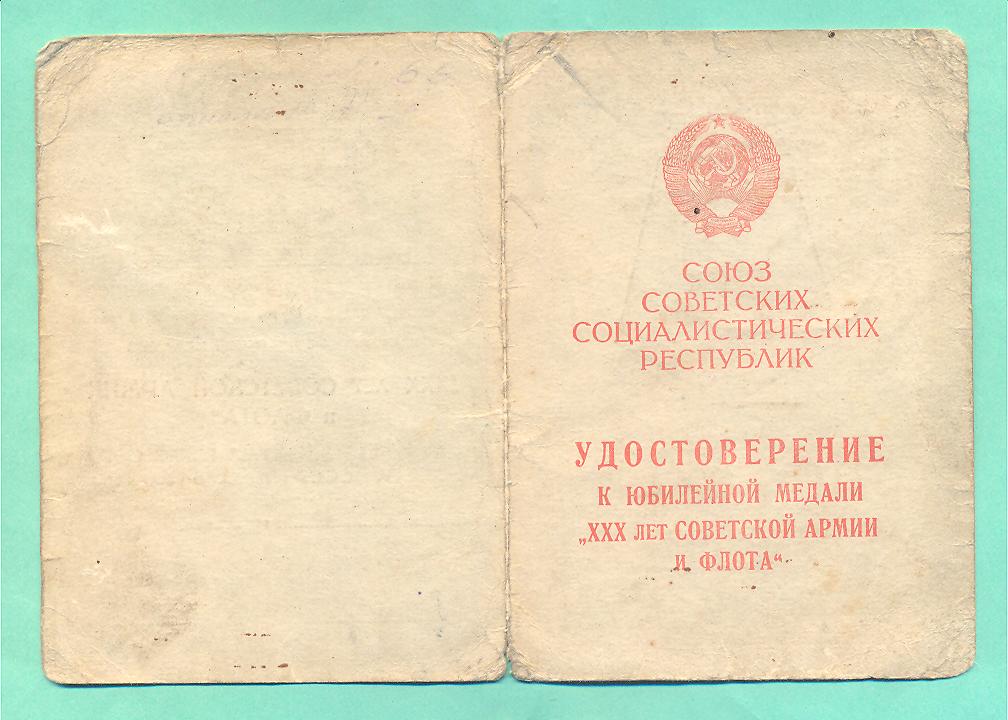 СОЮЗ
СОВЕТСКИХ
СОЦИАЛИСТИЧЕСКИХ
РЕСПУБЛИК
УДОСТОВЕРЕНИЕ
К ЮБИЛЕЙНОЙ МЕДАЛИ
„XXX ЛЕТ СОВЕТСКОЙ АРМИИ
И ФЛОТА“